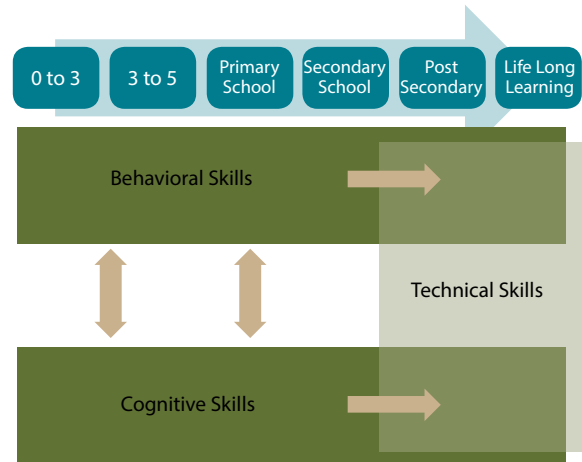 0 to 3
3 to 5
Primary
School
Secondary
School
Post
Secondary
Life Long
Learning
Behavioral Skills
Technical Skills
Cognitive Skills